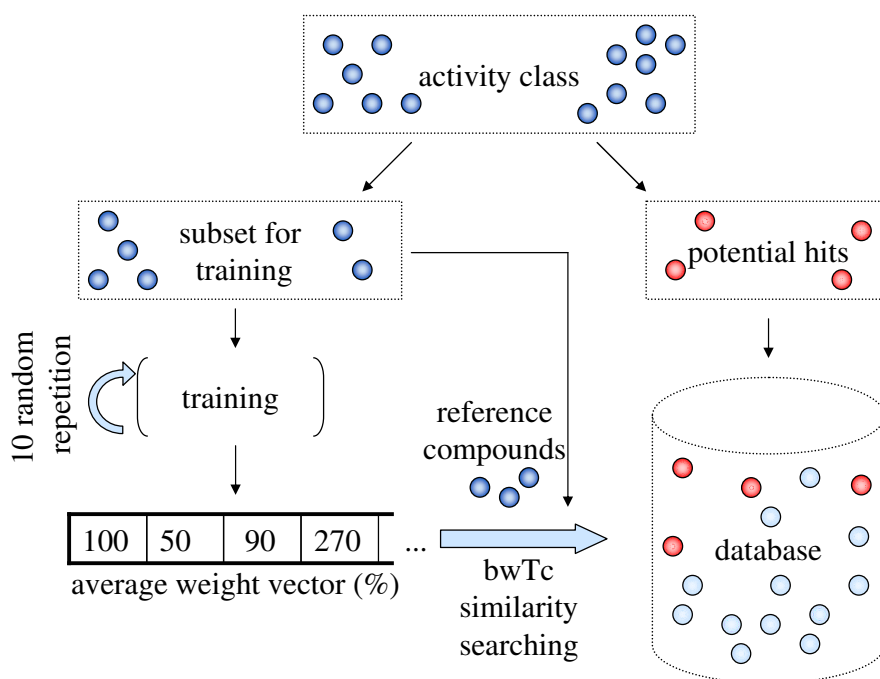 activity class
subset for
training
potential hits
10 random
repetition
training
reference
compounds
100 50 90 270 ...
average weight vector (%)
bwTc
similarity
searching
database